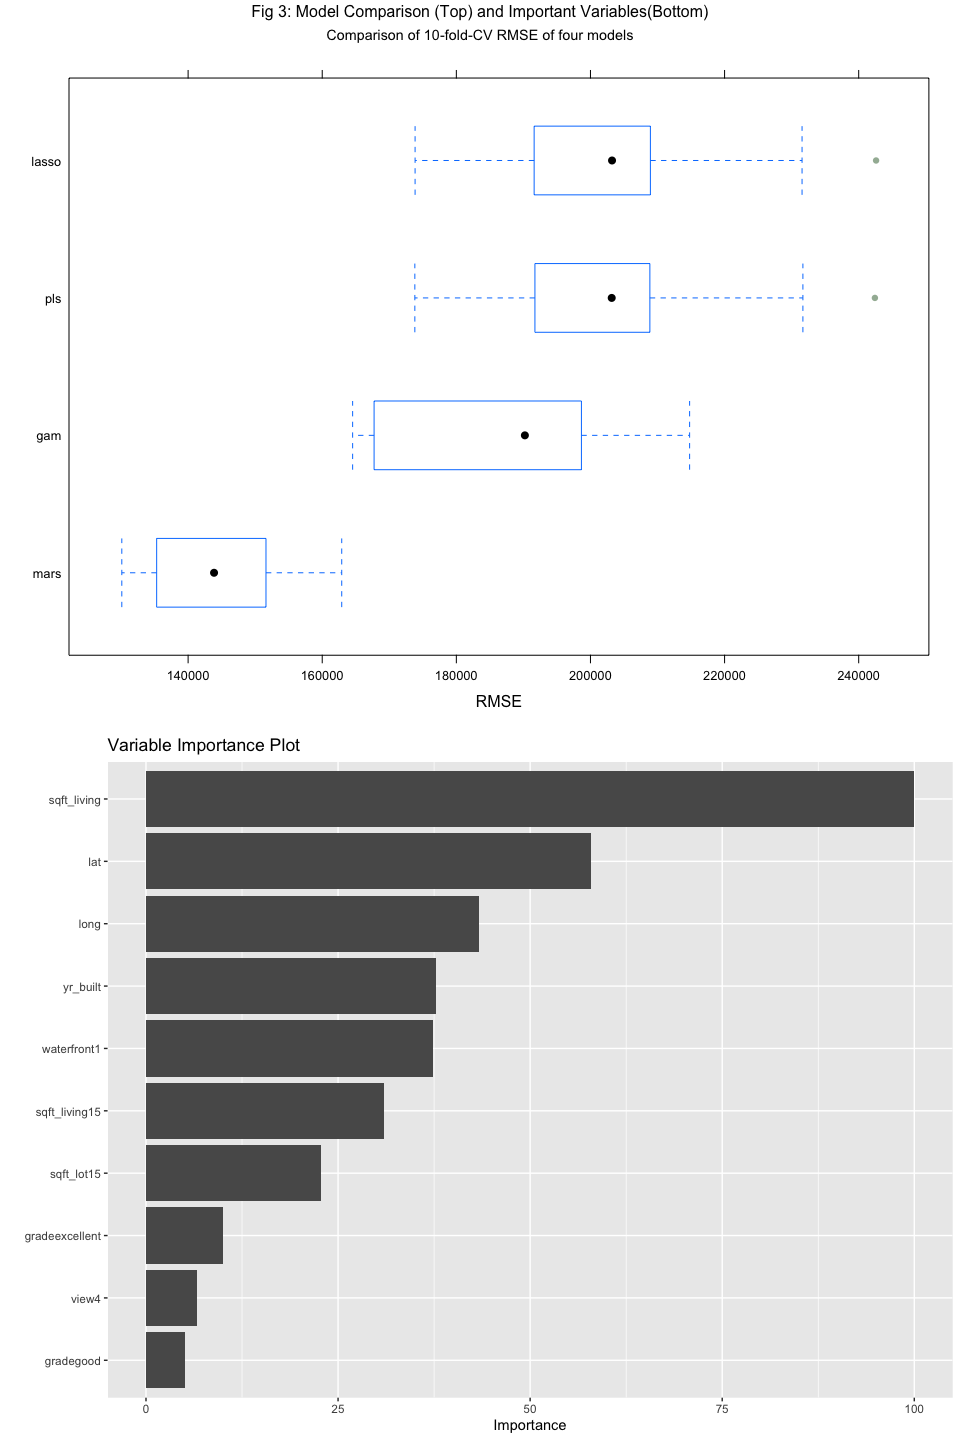 Fig 3: Model Comparison (Top) and Important Variables(Bottom)
Comparison of 10-fold-CV RMSE of four models
lasso
pls
gam
mars
140000 160000 180000 200000 220000 240000
RMSE
Variable Importance Plot
sqft_living
lat
long
yr_built
waterfront1
sqft_living15
sqft_lot15
gradeexcellent
view4
gradegood
0 25 50 75 100
Importance